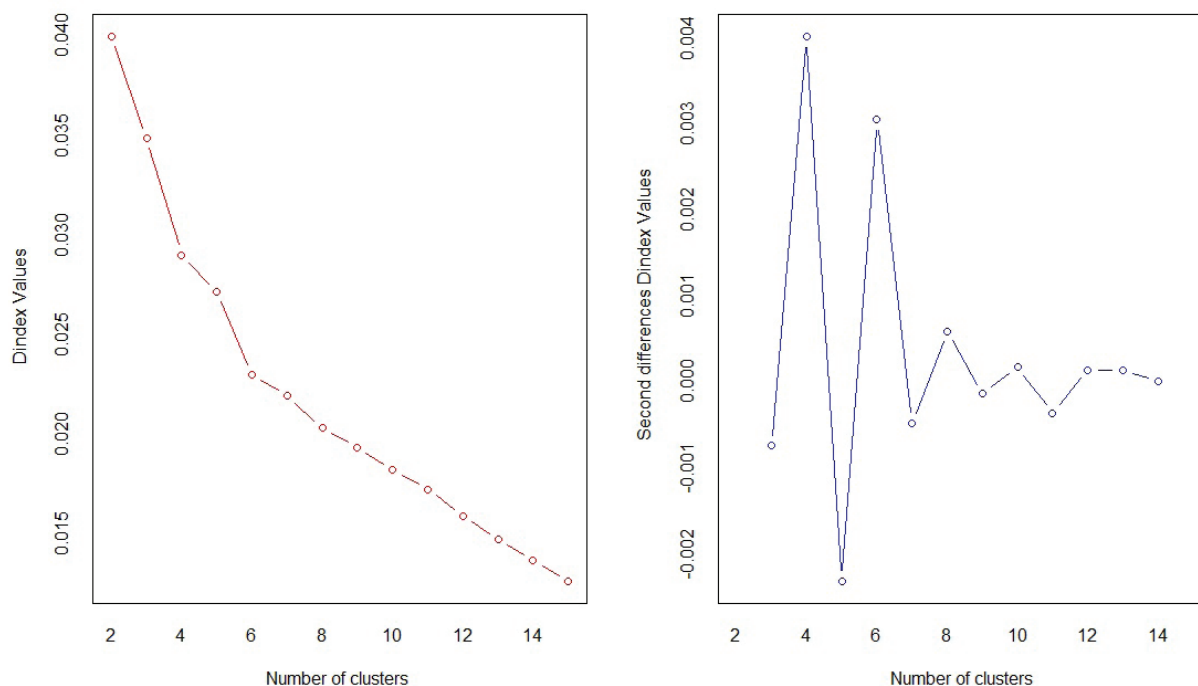 Dindex Values
0.040
0.035
0.030
0.025
0.020
0.015
2 4 6 8 10 12 14
Number of clusters
Second differences Dindex Values
0.004
0.003
0.002
0.001
0.000
-0.001
-0.002
2 4 6 8 10 12 14
Number of clusters